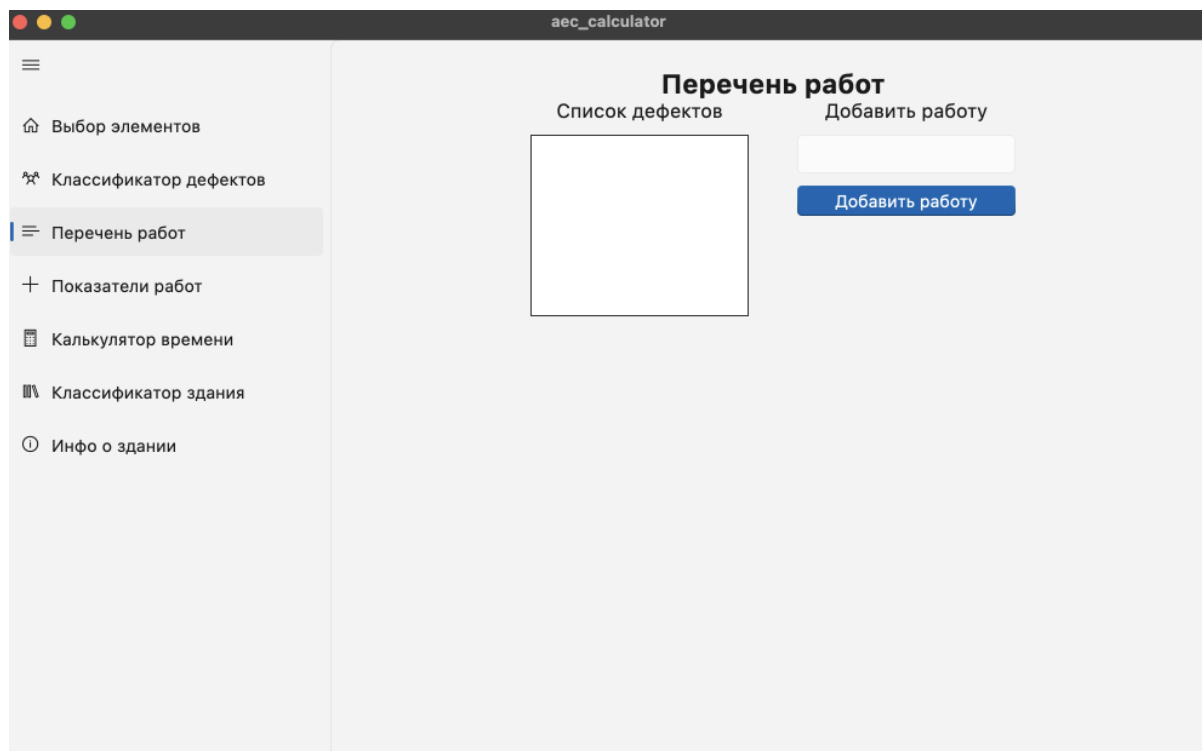 aec_calculator
Выбор элементов
Классификатор дефектов
Перечень работ
Показатели работ
Калькулятор времени
Классификатор здания
Инфо о здании
Перечень работ
Список дефектов
Добавить работу
Добавить работу